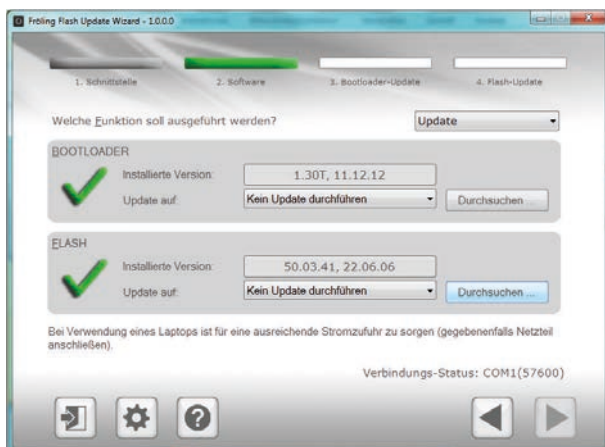 Fröling Flash Update Wizard - 1.0.0.0
1. Schnittstelle
2. Software
3. Bootloader-Update
4. Flash-Update
Welche Funktion soll ausgeführt werden?
Update
BOOTLOADER
Installierte Version:
1.30T, 11.12.12
Update auf:
Kein Update durchführen
Durchsuchen ...
FLASH
Installierte Version:
50.03.41, 22.06.06
Update auf:
Kein Update durchführen
Durchsuchen ...
Bei Verwendung eines Laptops ist für eine ausreichende Stromzufuhr zu sorgen (gegebenenfalls Netzteil
anschließen).
Verbindungs-Status: COM1(57600)
?